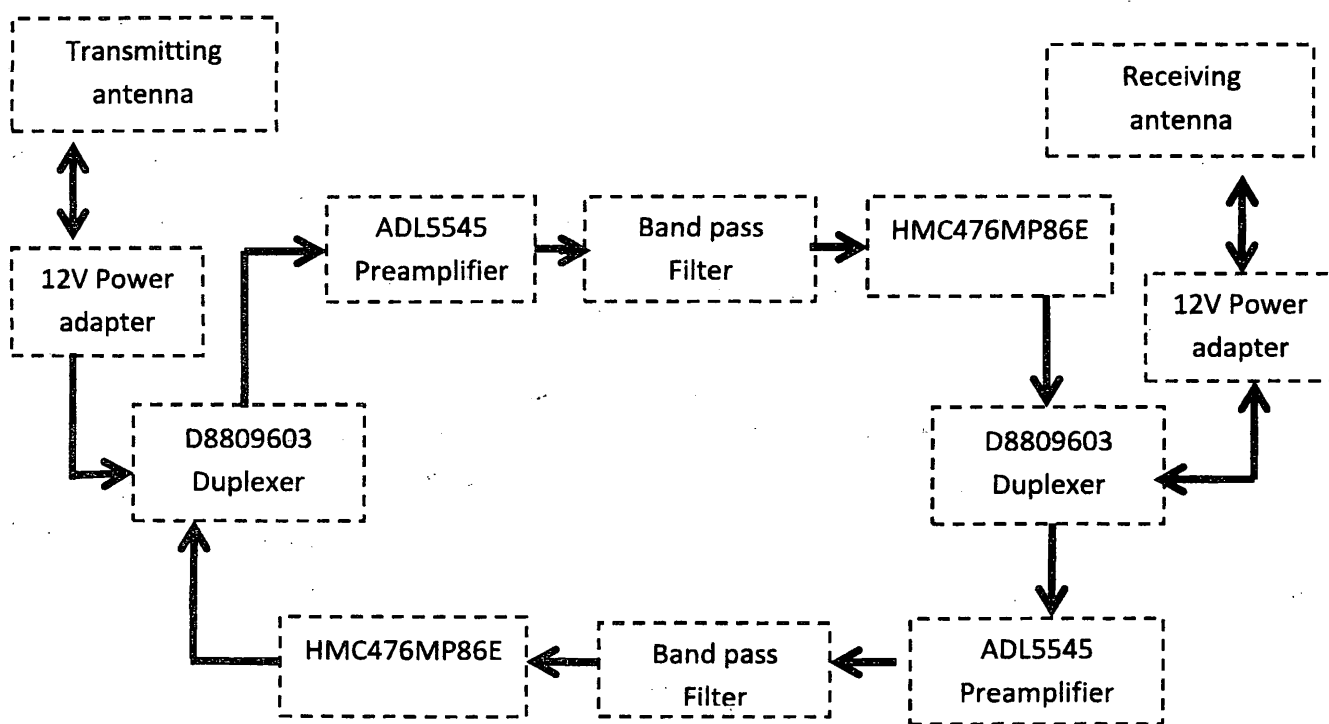 Transmitting
antenna
Receiving
antenna
ADL5545
Preamplifier
Band pass
Filter
HMC476MP86E
12V Power
adapter
12V Power
adapter
D8809603
Duplexer
D8809603
Duplexer
HMC476MP86E
Band pass
Filter
ADL5545
Preamplifier